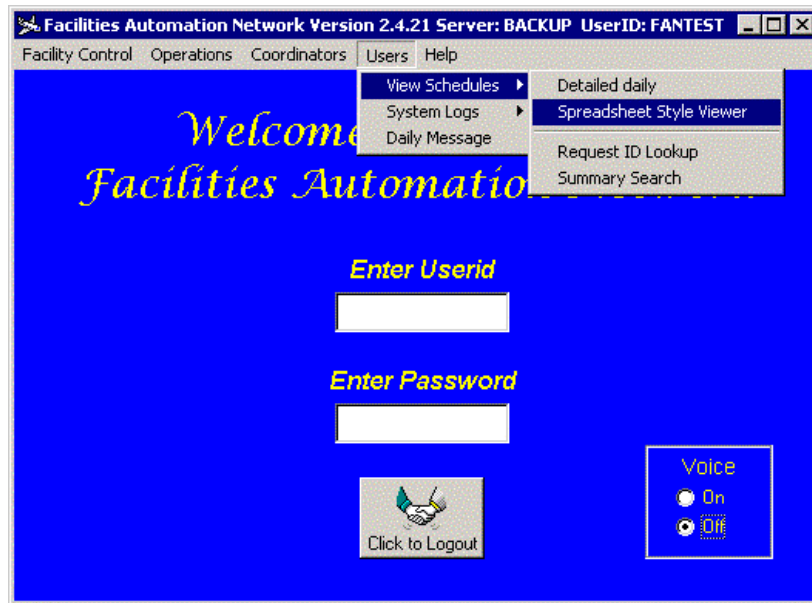 Facilities Automation Network Version 2.4.21 Server: BACKUP UserID: FANTEST
Facility Control Operations Coordinators Users Help
View Schedules
System Logs
Daily Message
Detailed daily
Spreadsheet Style Viewer
Request ID Lookup
Summary Search
Welcome
Facilities Automation
Enter Userid
Enter Password
Click to Logout
Voice
On
Off